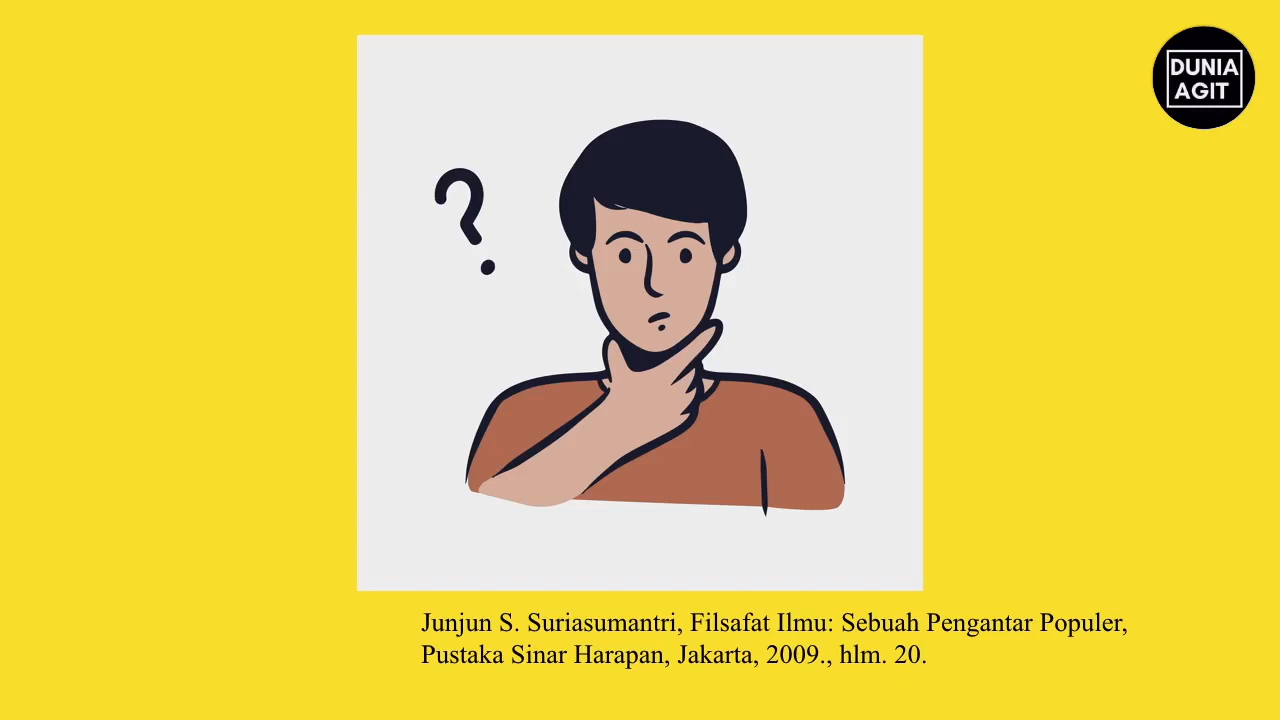 DUNIA
AGIT
?
Junjun S. Suriasumantri, Filsafat Ilmu: Sebuah Pengantar Populer,
Pustaka Sinar Harapan, Jakarta, 2009., hlm. 20.